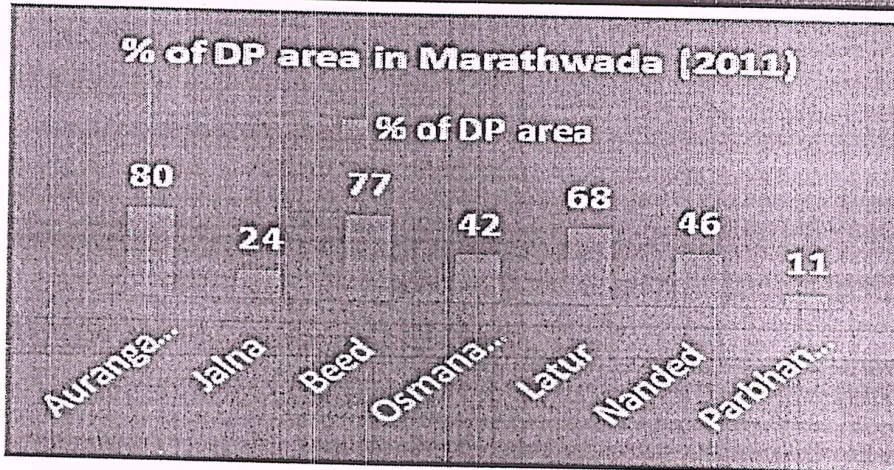 % of DP area in Marathwada (2011)
% of DP area
80
24
77
42
68
46
11
Auranga...
Jalna
Beed
Osmana...
Latur
Nanded
Parbhan...